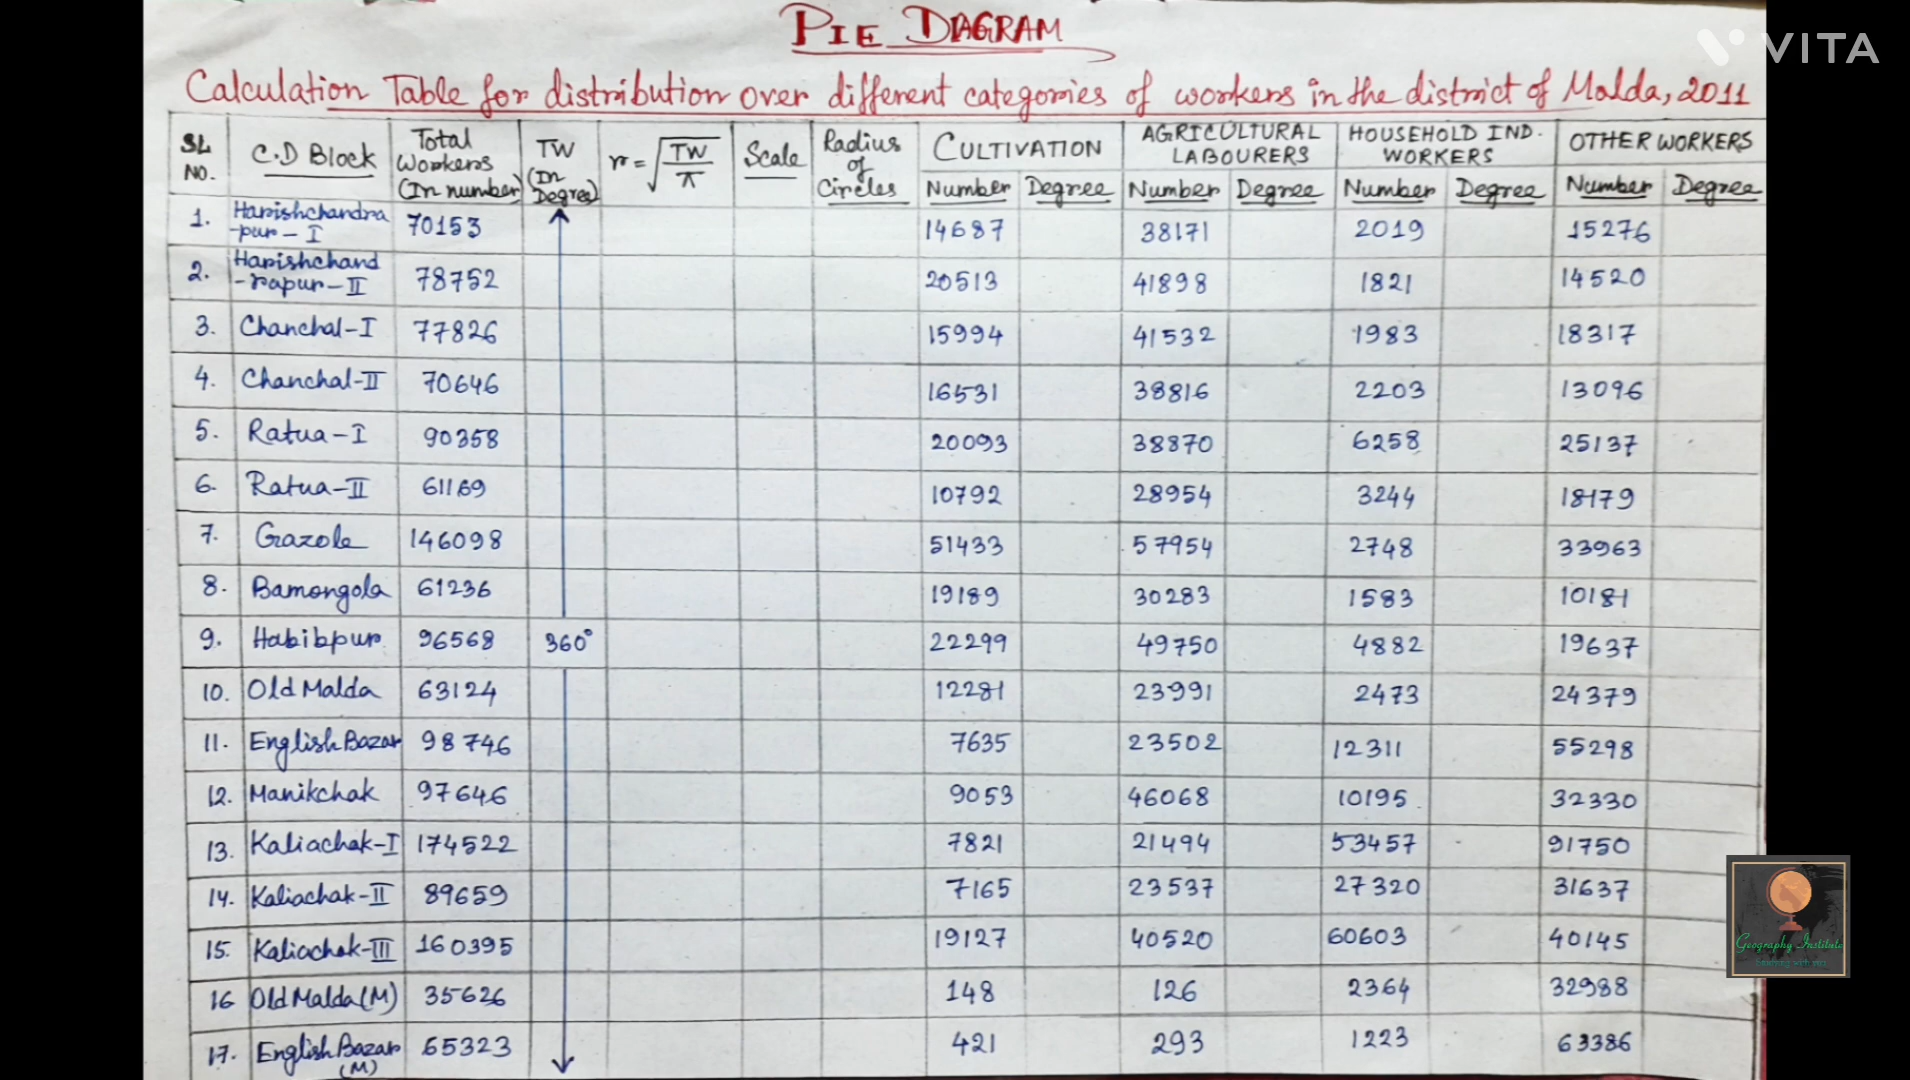 PIE DAGRAM
VITA
Calculation Table for distribution over different categories of workers in the district of Malda, 2011
SL NO. C.D Block Total Workers (In number) TW (In Degree) r = √TW/π Scale Radius of Circles CULTIVATION AGRICULTURAL LABOURERS HOUSEHOLD IND. WORKERS OTHER WORKERS
Number Degree Number Degree Number Degree Number Degree
1. Harishchandra -pur-I 70153 14687 38171 2019 15276
2. Harishchand -rapur-II 78752 20513 41898 1821 14520
3. Chanchal-I 77826 15994 41532 1983 18317
4. Chanchal-II 70646 16531 38816 2203 13096
5. Ratua-I 90358 20093 38870 6258 25137
6. Ratua-II 61169 10792 28954 3244 18179
7. Gazole 146098 51433 57954 2748 33963
8. Bamongola 61236 19189 30283 1583 10181
9. Habibpur 96568 360° 22299 49750 4882 19637
10. Old Malda 63124 12281 23991 2473 24379
11. English Bazar 98746 7635 23502 12311 55298
12. Manikchak 97646 9053 46068 10195 32330
13. Kaliachak-I 174522 7821 21494 53457 91750
14. Kaliachak-II 89659 7165 23537 27320 31637
15. Kaliachak-III 160395 19127 40520 60603 40145
16 Old Malda (M) 35626 148 126 2364 32988
17. English Bazar (M) 65323 421 293 1223 63386
Geography Institute